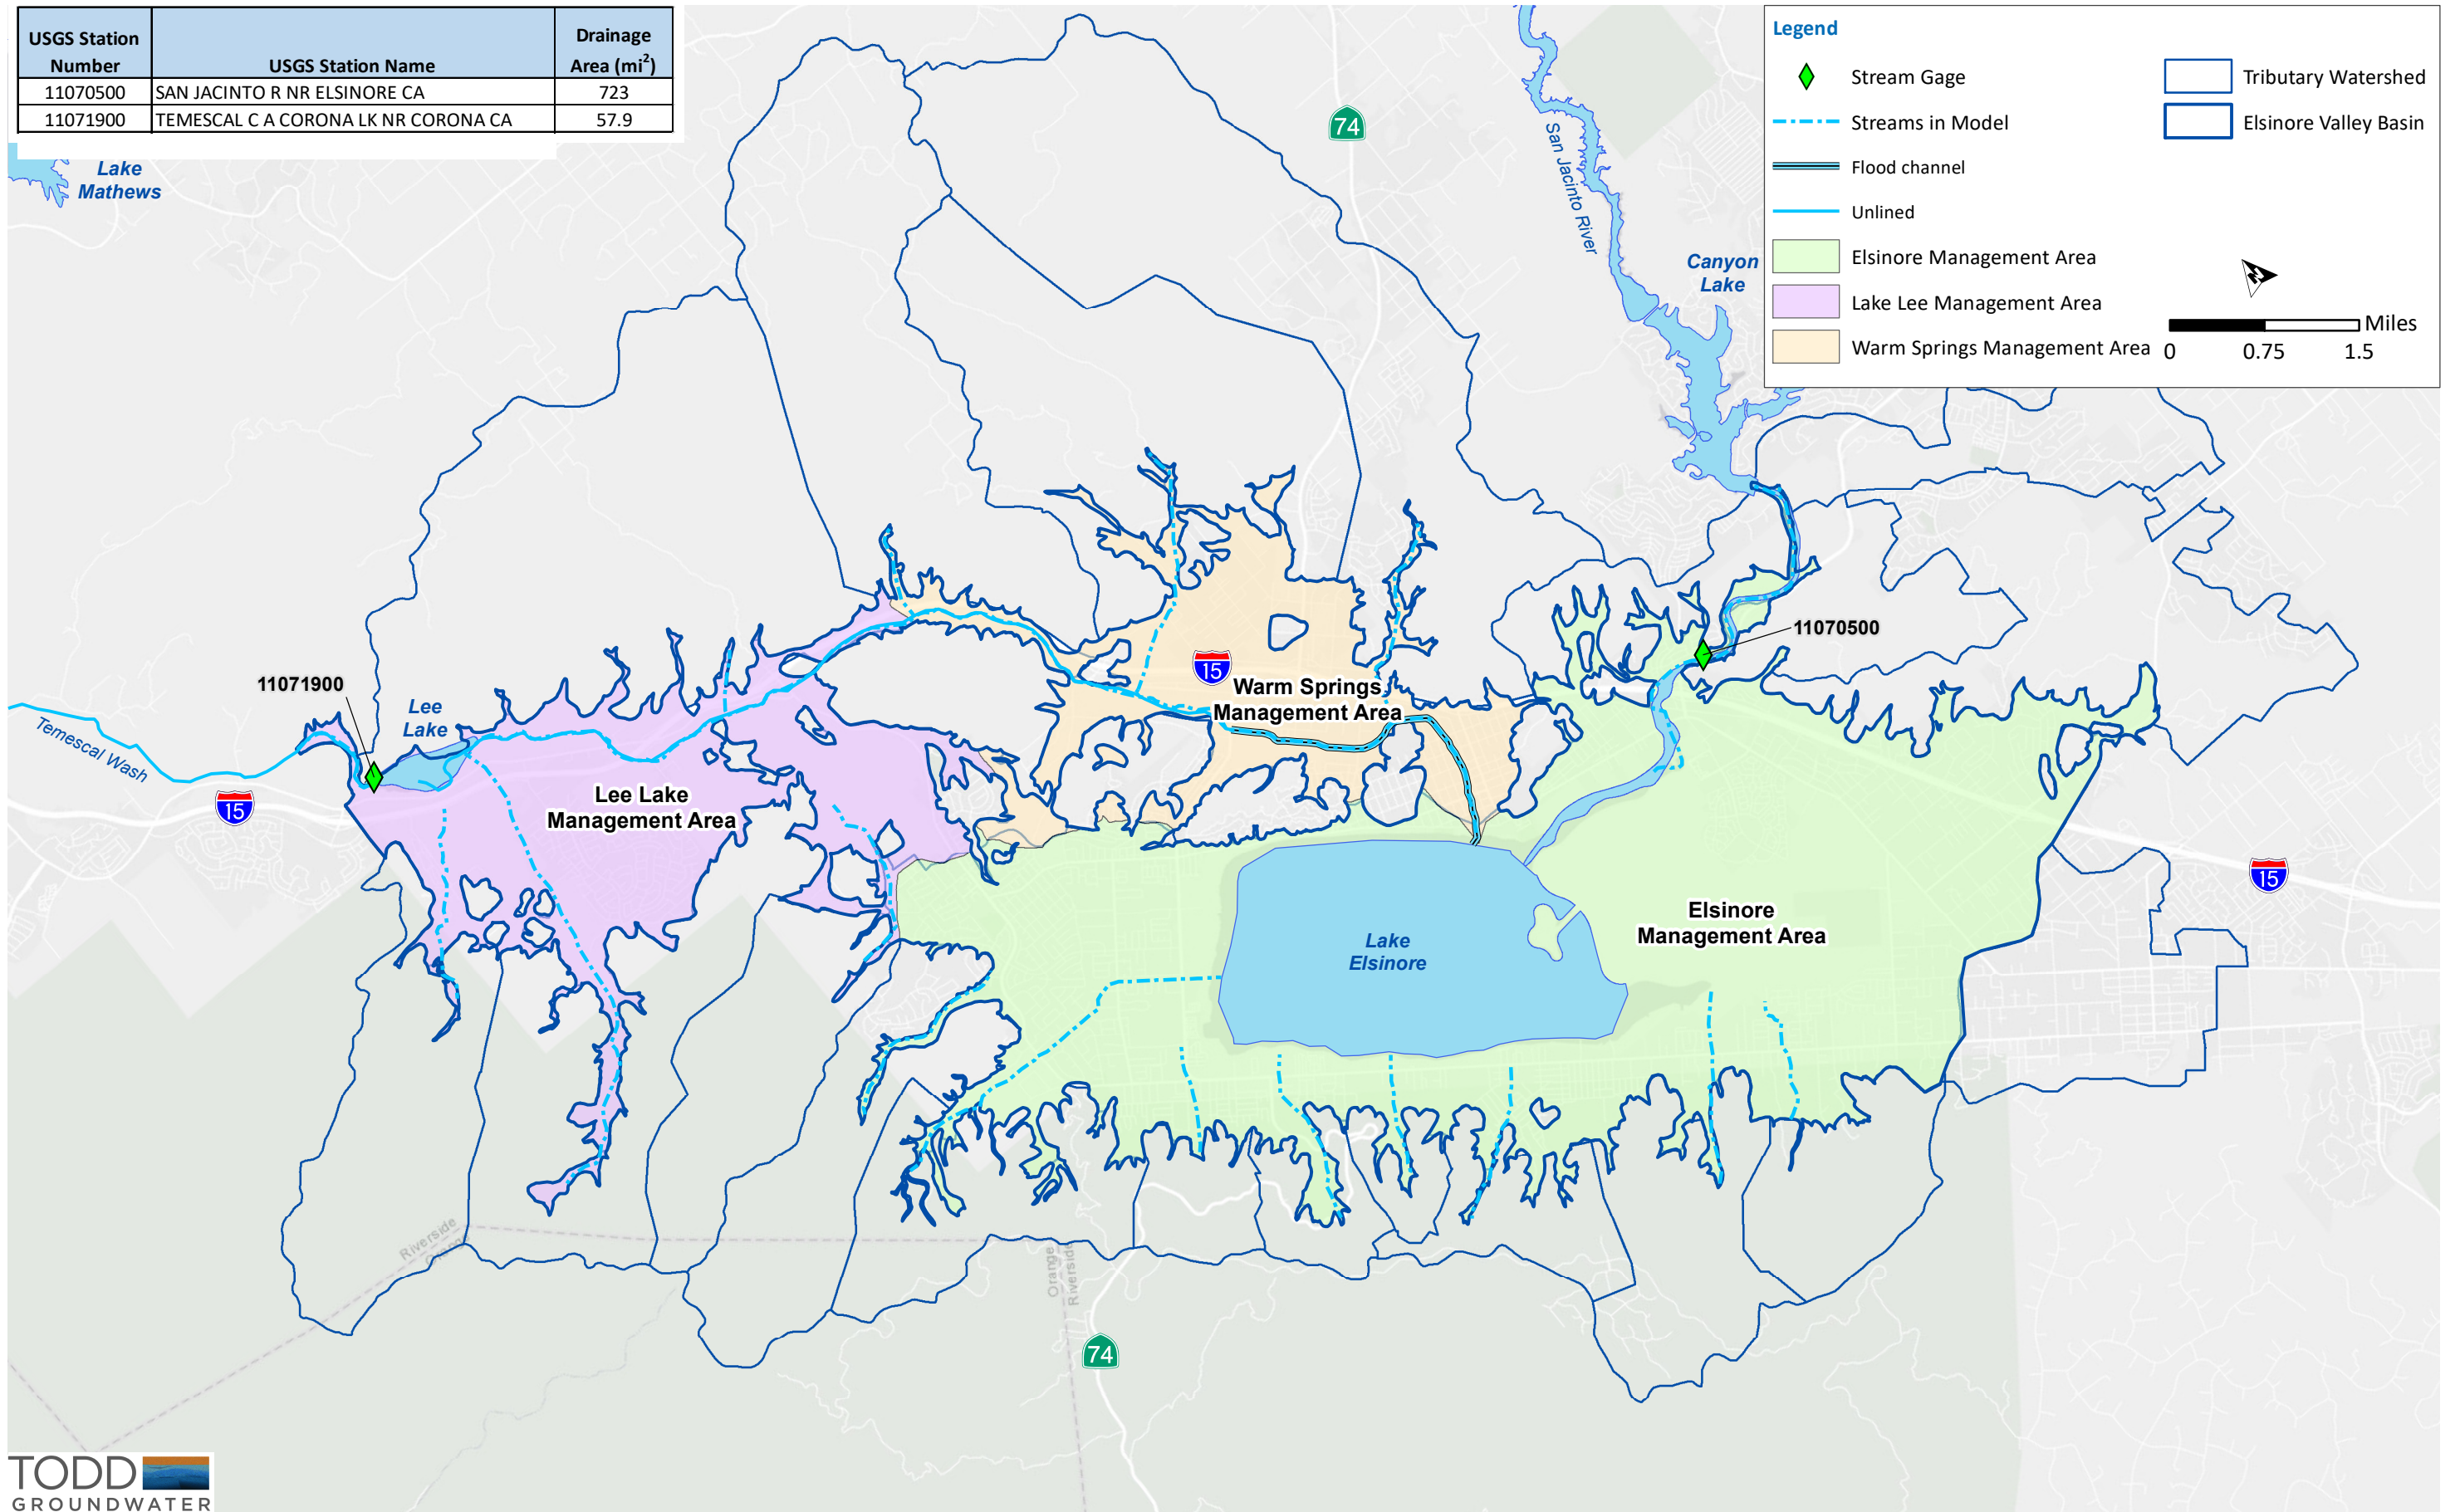 USGS Station Number
USGS Station Name
Drainage Area (mi²)
11070500 SAN JACINTO R NR ELSINORE CA 723
11071900 TEMESCAL C A CORONA LK NR CORONA CA 57.9
Legend
Stream Gage
Streams in Model
Flood channel
Unlined
Elsinore Management Area
Lake Lee Management Area
Warm Springs Management Area
Tributary Watershed
Elsinore Valley Basin
N
Miles
0 0.75 1.5
Lake
Mathews
74
San Jacinto River
Canyon
Lake
11070500
15
Warm Springs
Management Area
11071900
Lee
Lake
Temescal Wash
15
Lee Lake
Management Area
15
Elsinore
Management Area
Lake
Elsinore
Riverside
Orange
Orange
Riverside
74
TODD
GROUNDWATER